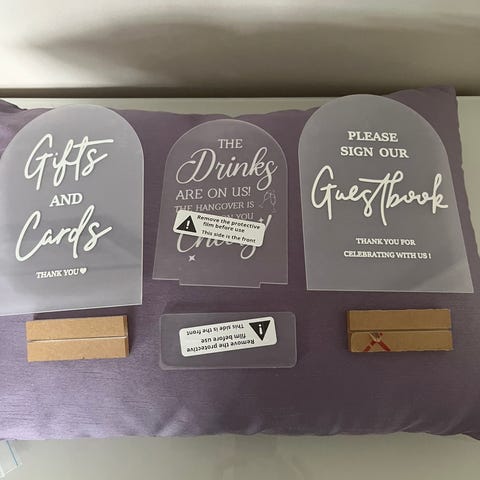 Gifts
AND
Cards
THANK YOU
THE
Drinks
ARE ON US!
THE HANGOVER IS
YOU
Remove the protective
film before use
This side is the front
PLEASE
SIGN OUR
Guestbook
THANK YOU FOR
CELEBRATING WITH US !
Remove the protective
film before use
This side is the front